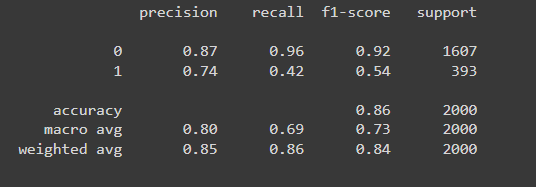 precision recall f1-score support
0 0.87 0.96 0.92 1607
1 0.74 0.42 0.54 393
accuracy 0.86 2000
macro avg 0.80 0.69 0.73 2000
weighted avg 0.85 0.86 0.84 2000